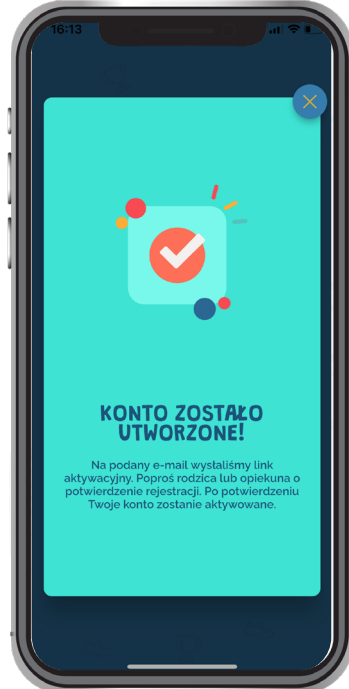 16:13
KONTO ZOSTAŁO
UTWORZONE!
Na podany e-mail wysłaliśmy link
aktywacyjny. Poproś rodzica lub opiekuna o
potwierdzenie rejestracji. Po potwierdzeniu
Twoje konto zostanie aktywowane.